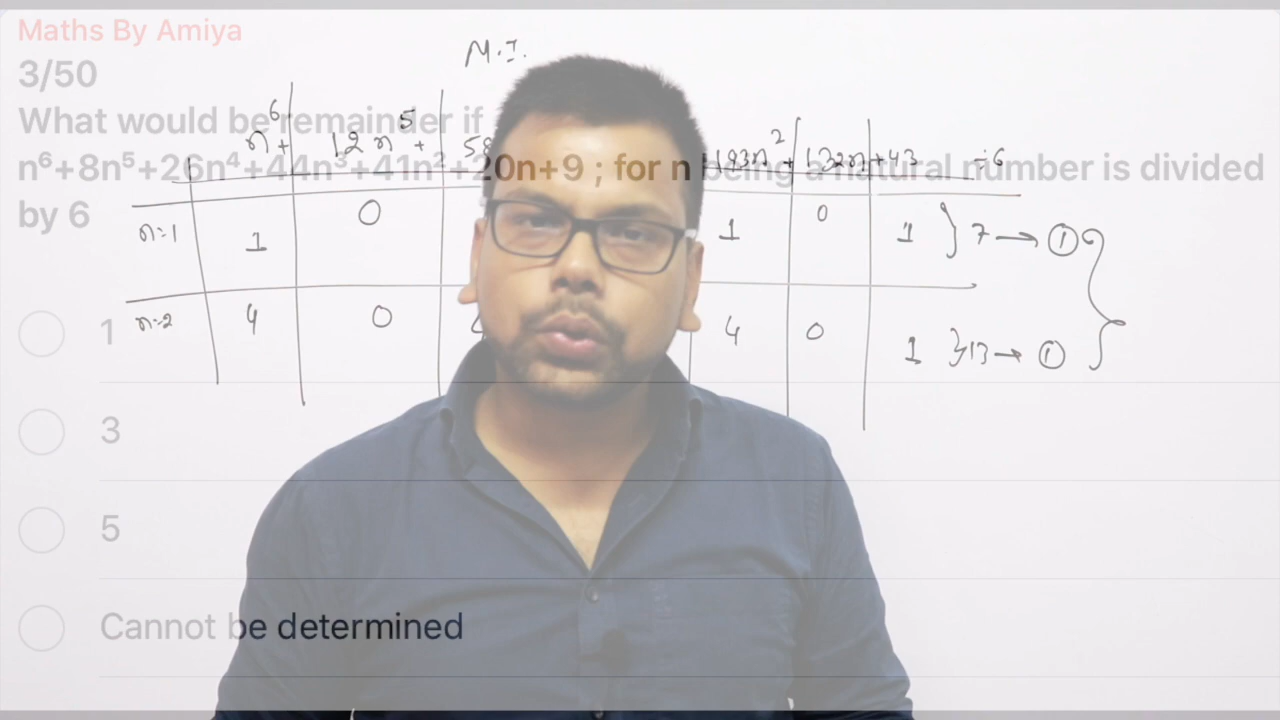 Maths By Amiya
M.I.
3/50
What would be remainder if
n⁶+ 12n⁵+ 58 193n²+ 132n+43 ÷6
n⁶+8n⁵+26n⁴+44n³+41n²+20n+9 ; for n being a natural number is divided
by 6
n=1 1 0 1 0 1 } 7 → 1
n=2 4 0 4 0 1 } 13 → 1
1
3
5
Cannot be determined